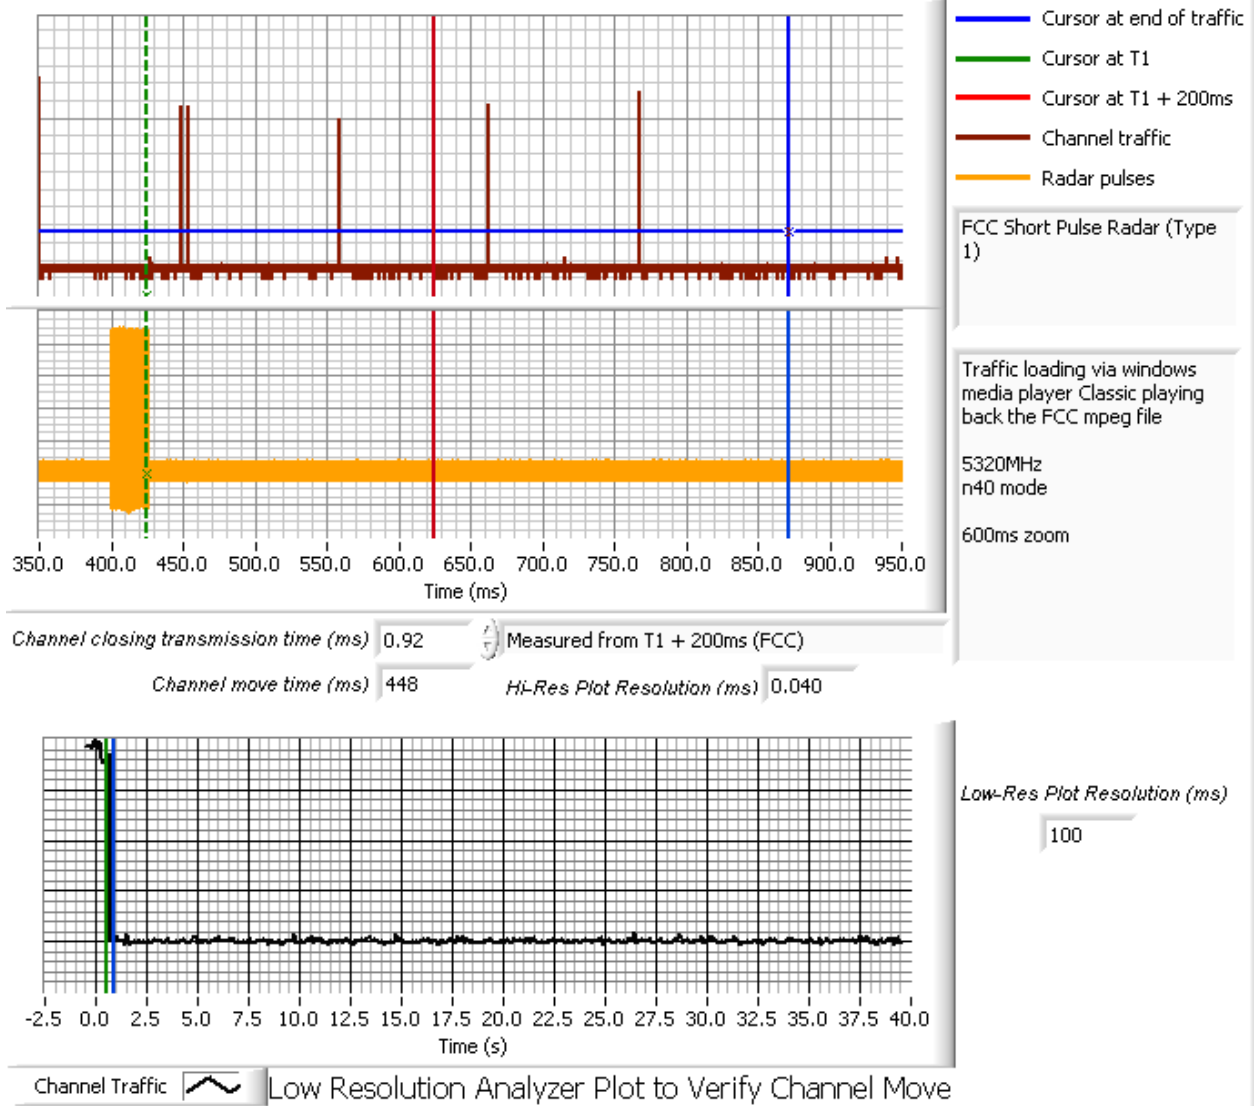 Cursor at end of traffic
Cursor at T1
Cursor at T1 + 200ms
Channel traffic
Radar pulses
FCC Short Pulse Radar (Type
1)
Traffic loading via windows
media player Classic playing
back the FCC mpeg file
5320MHz
n40 mode
600ms zoom
350.0 400.0 450.0 500.0 550.0 600.0 650.0 700.0 750.0 800.0 850.0 900.0 950.0
Time (ms)
Channel closing transmission time (ms) 0.92 Measured from T1 + 200ms (FCC)
Channel move time (ms) 448 Hi-Res Plot Resolution (ms) 0.040
Low-Res Plot Resolution (ms)
100
-2.5 0.0 2.5 5.0 7.5 10.0 12.5 15.0 17.5 20.0 22.5 25.0 27.5 30.0 32.5 35.0 37.5 40.0
Time (s)
Channel Traffic Low Resolution Analyzer Plot to Verify Channel Move